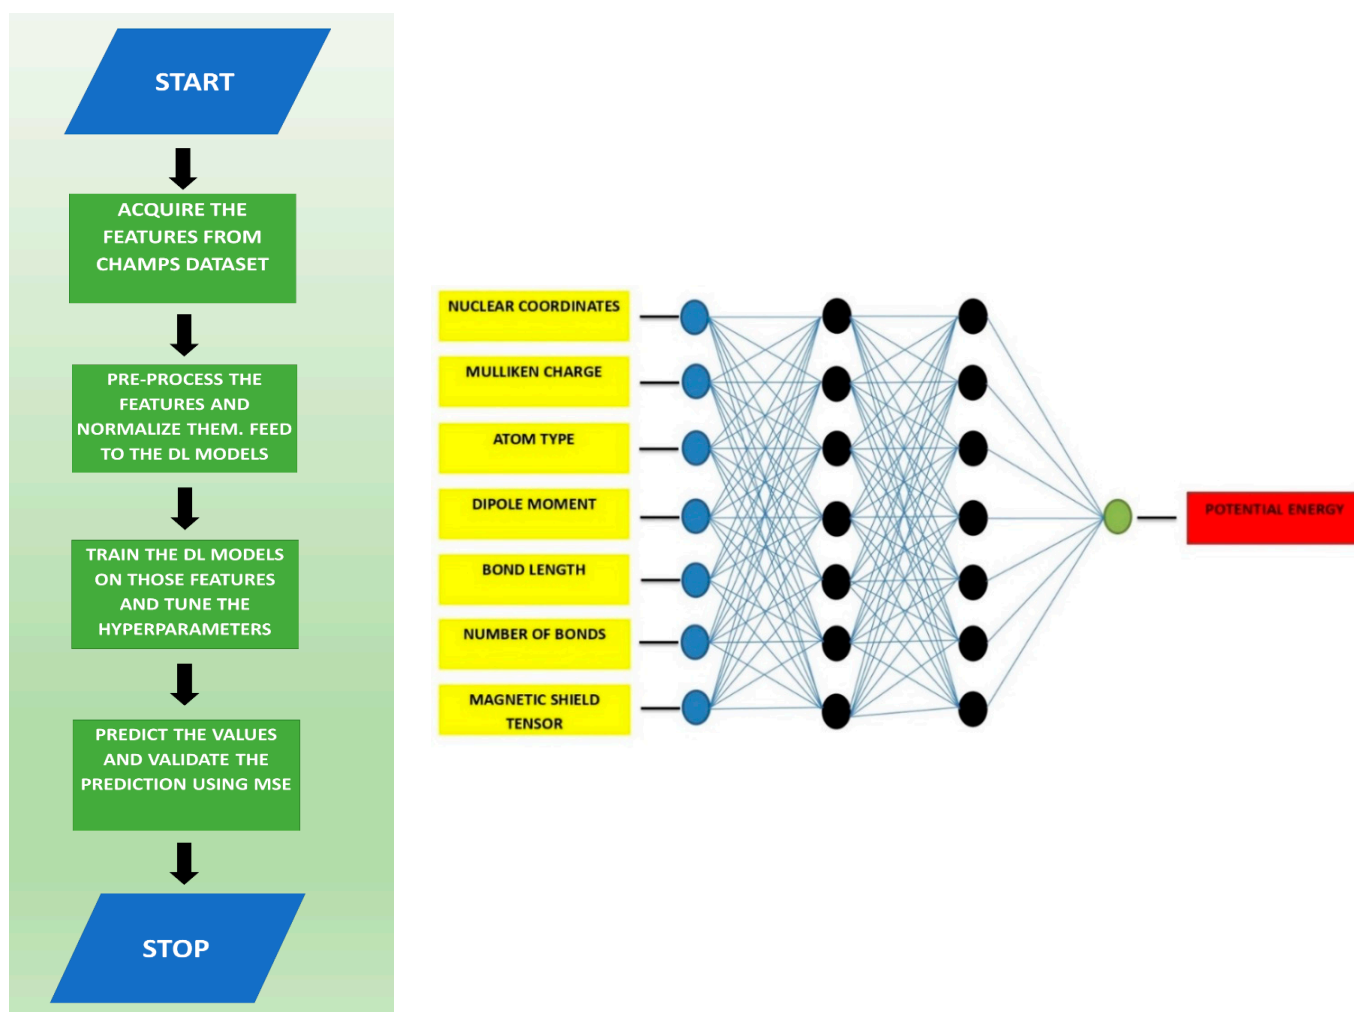 START
ACQUIRE THE
FEATURES FROM
CHAMPS DATASET
PRE-PROCESS THE
FEATURES AND
NORMALIZE THEM. FEED
TO THE DL MODELS
TRAIN THE DL MODELS
ON THOSE FEATURES
AND TUNE THE
HYPERPARAMETERS
PREDICT THE VALUES
AND VALIDATE THE
PREDICTION USING MSE
STOP
NUCLEAR COORDINATES
MULLIKEN CHARGE
ATOM TYPE
DIPOLE MOMENT
BOND LENGTH
NUMBER OF BONDS
MAGNETIC SHIELD
TENSOR
POTENTIAL ENERGY